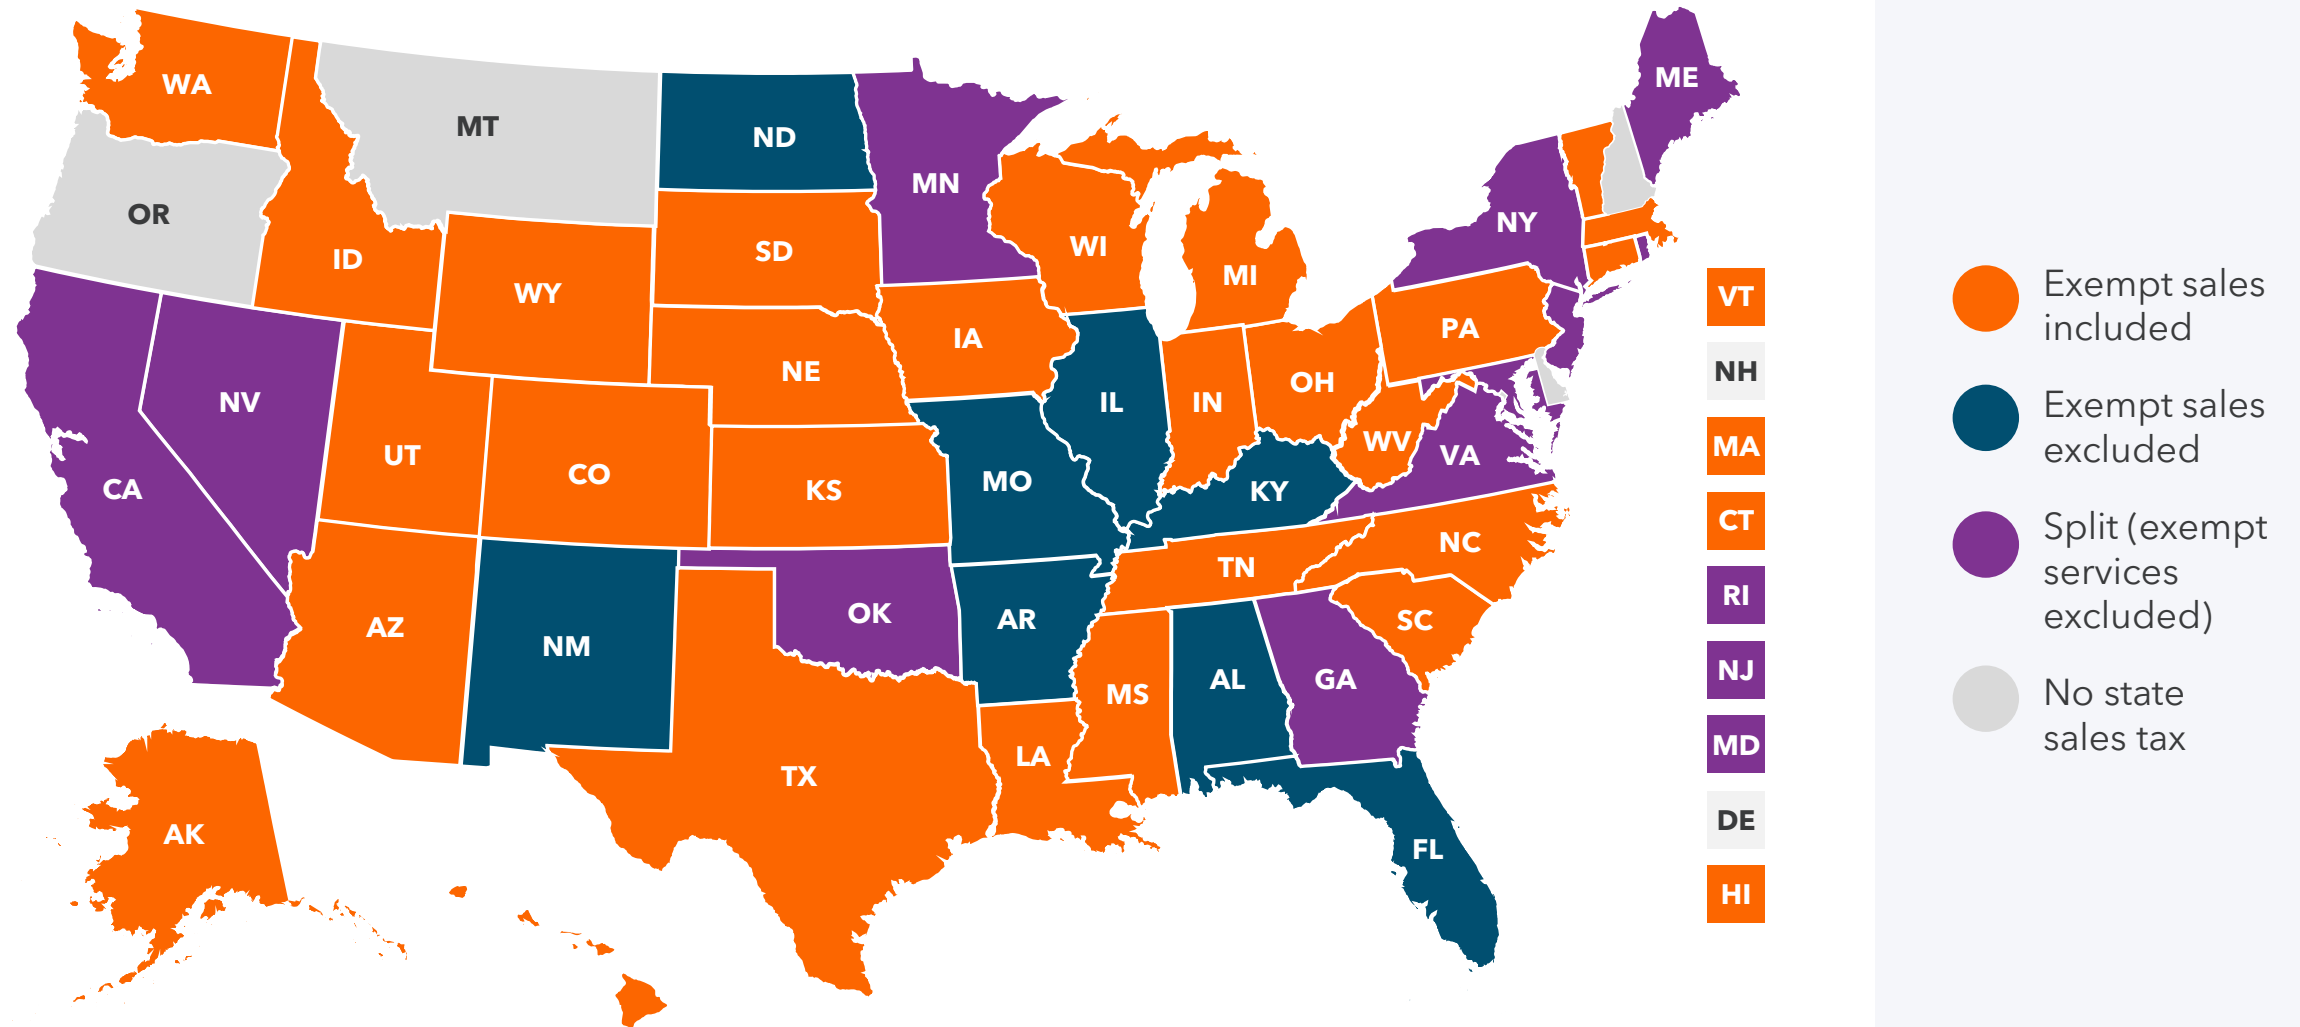 WA
MT
ND
MN
ME
OR
ID
SD
WI
NY
WY
MI
VT
IA
PA
NE
NH
NV
IL
IN
OH
UT
CO
KS
MO
KY
WV
VA
MA
CA
CT
AZ
NM
OK
AR
TN
NC
SC
RI
TX
LA
MS
AL
GA
NJ
MD
AK
FL
DE
HI
Exempt sales
included
Exempt sales
excluded
Split (exempt
services
excluded)
No state
sales tax